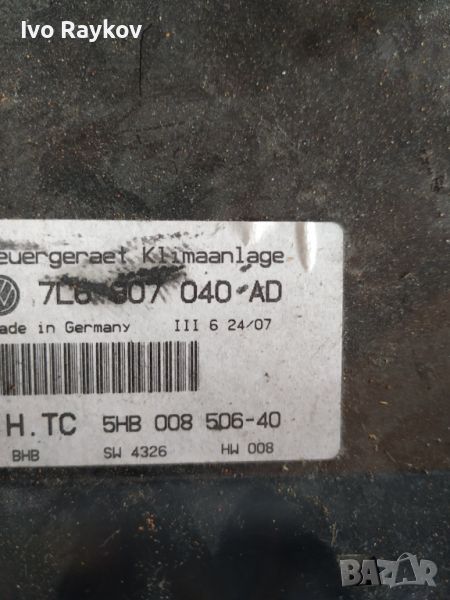 Ivo Raykov
euergeraet Klimaanlage
7L6 907 040 AD
ade in Germany III 6 24/07
H.TC 5HB 008 506-40
BHB SW 4326 HW 008
BAZAR